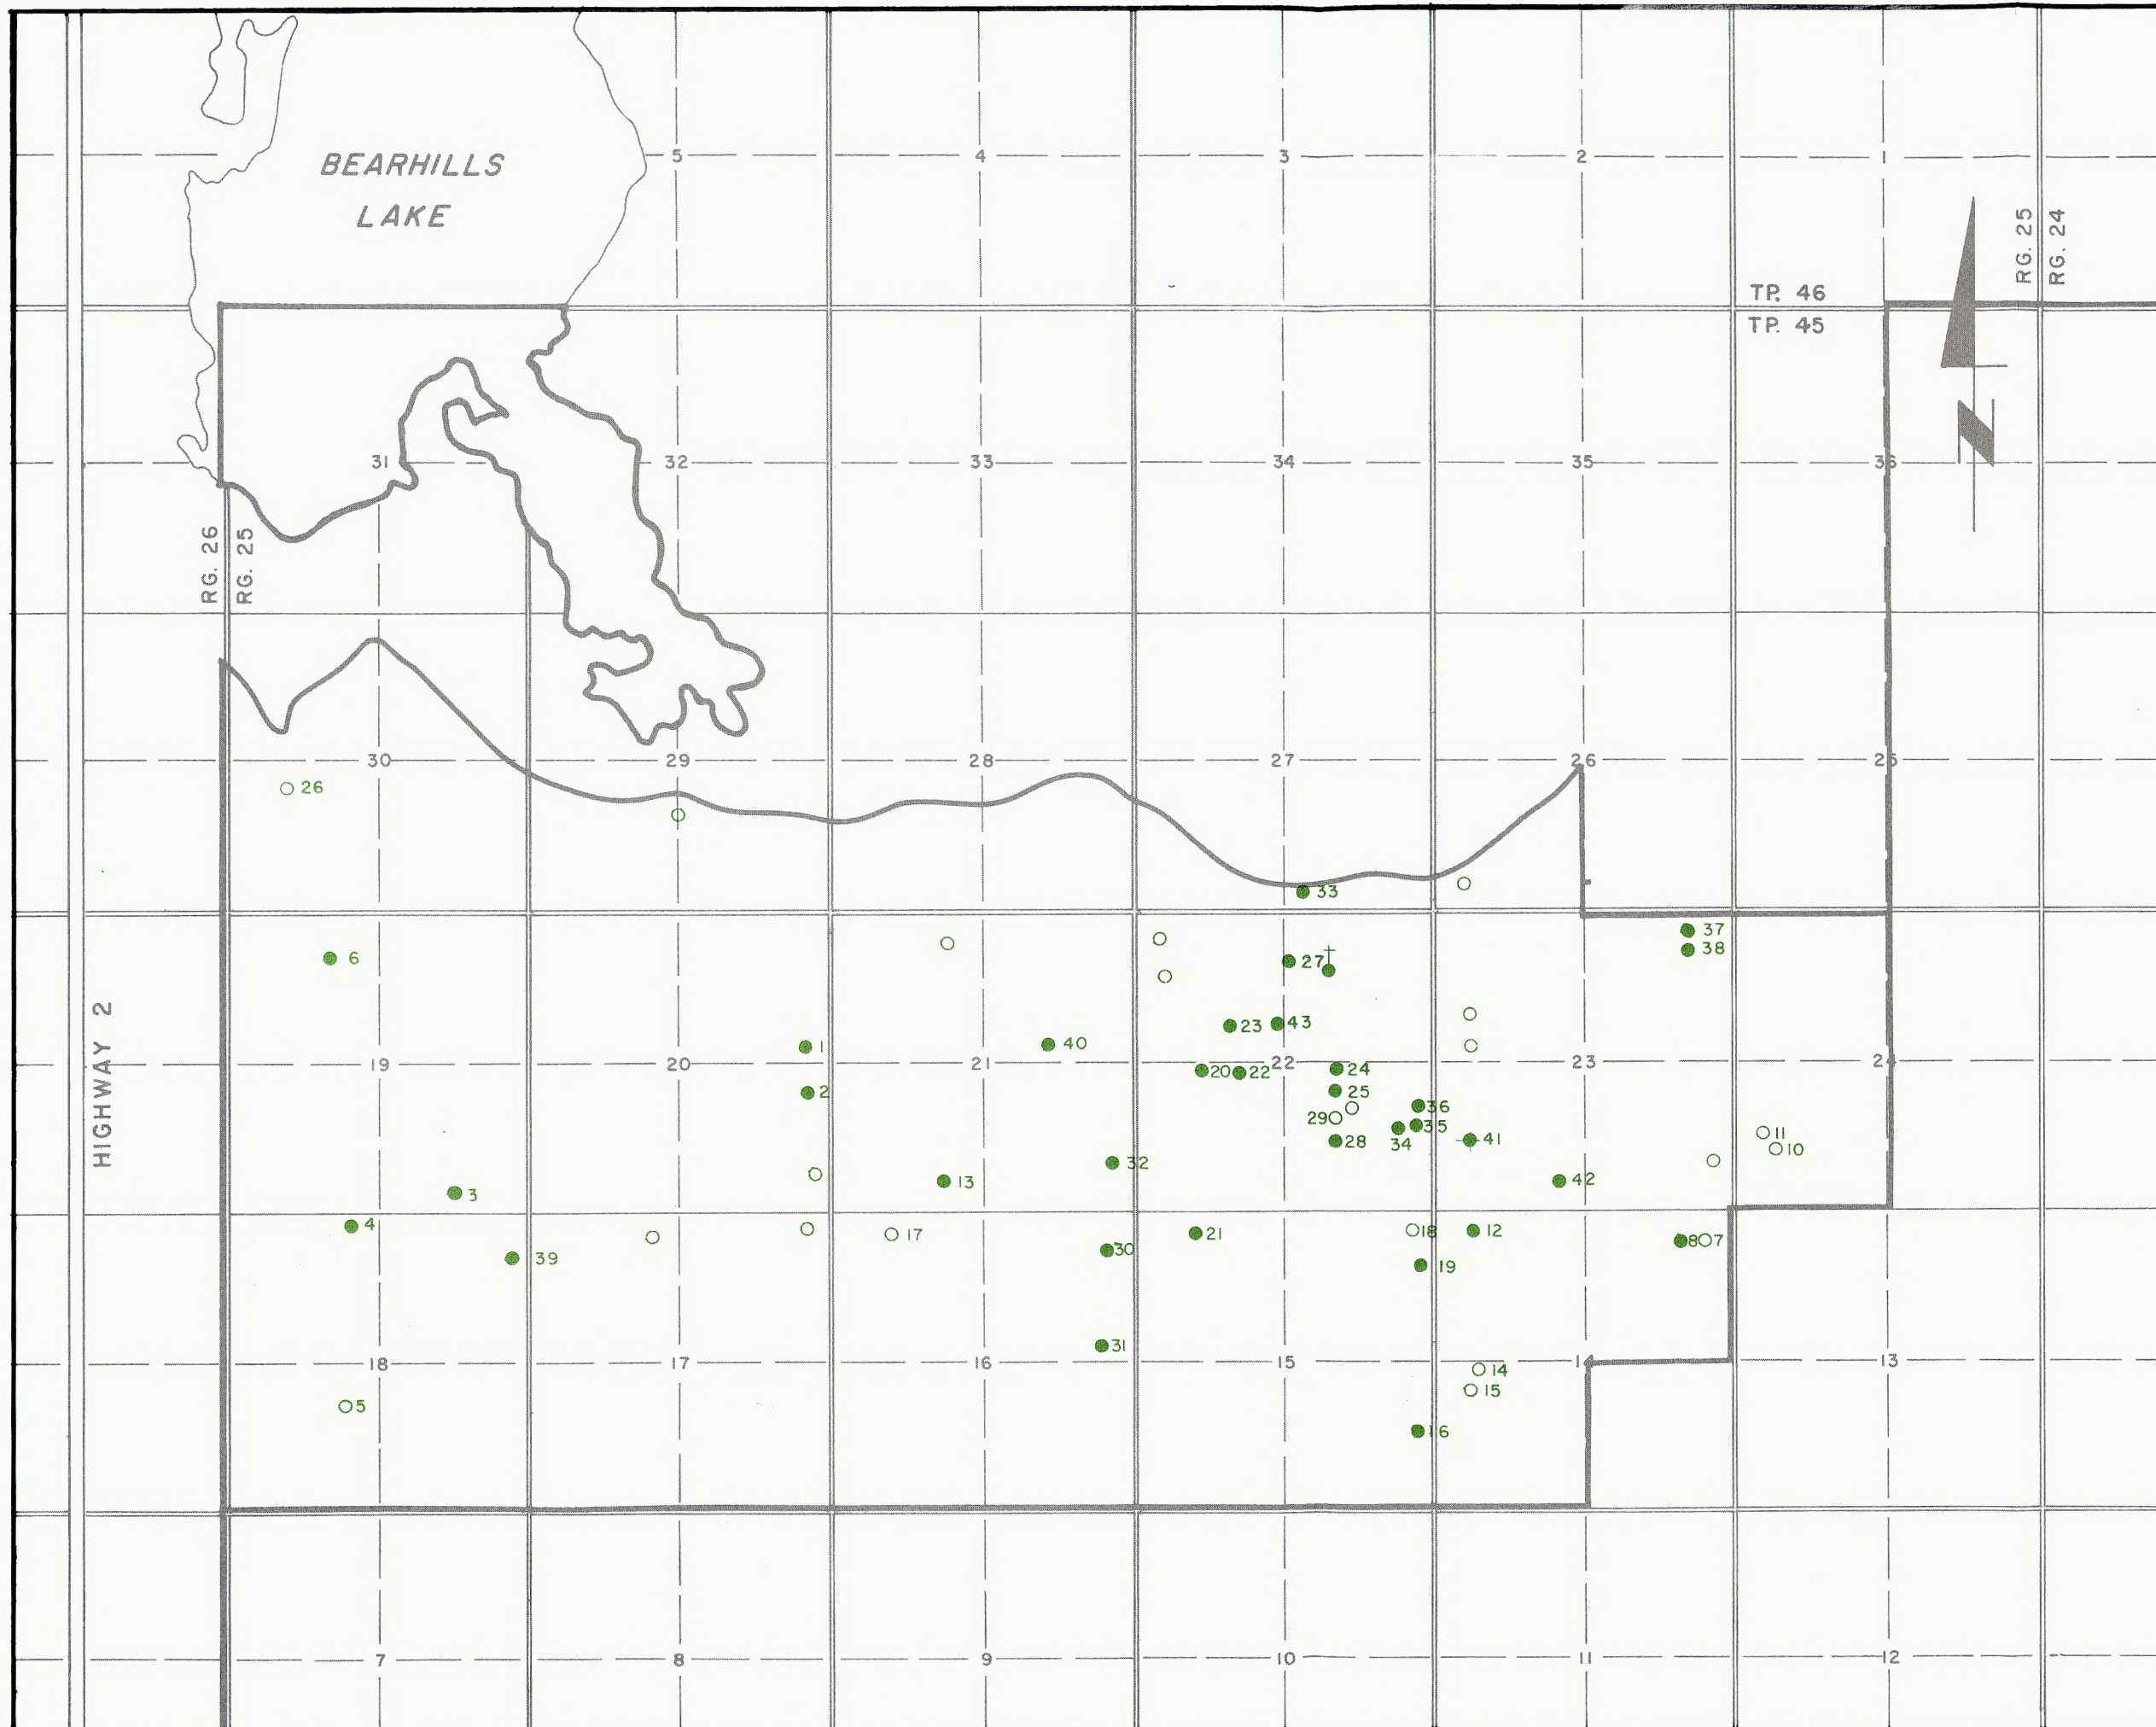 BEARHILLS
LAKE
5 4 3 2 1
RG. 25
RG. 24
TP. 46
TP. 45
31 32 33 34 35 36
N
RG. 26
RG. 25
30 29 28 27 26 25
26
33
37
6 38
27
23 43
HIGHWAY 2
1 40
19 20 21 22 23 24
20 22 24
2 25
36
29 35
34
28 41 11
10
32
3 13 42
4
17 21 18 12 8 7
39 30 19
31
18 17 16 15 14 13
14
5 15
16
7 8 9 10 11 12